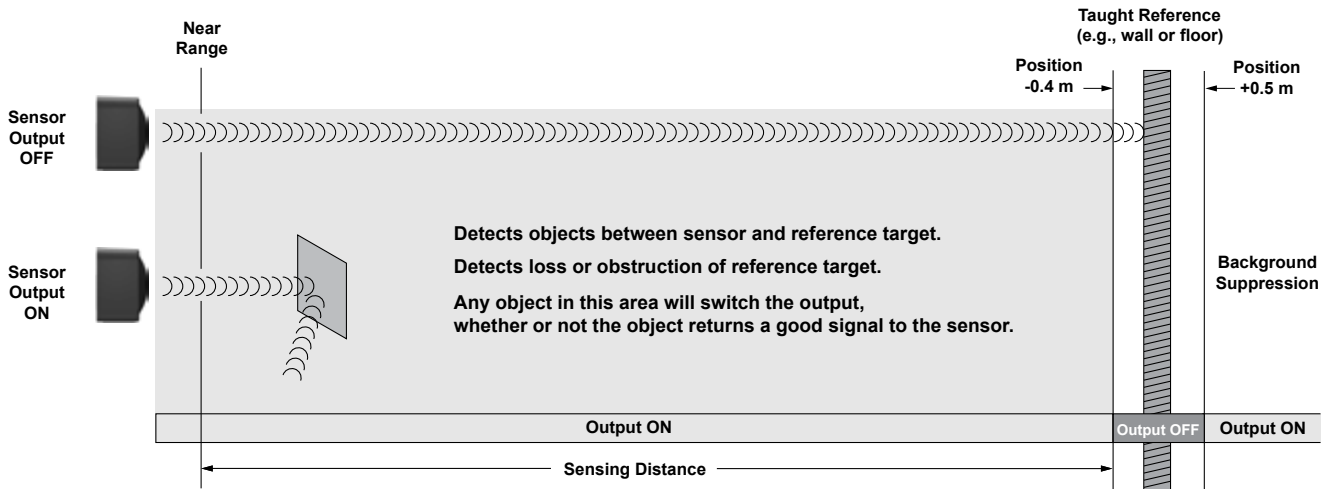 Taught Reference
(e.g., wall or floor)
Near
Range
Position
-0.4 m
Position
+0.5 m
Sensor
Output
OFF
Detects objects between sensor and reference target.
Detects loss or obstruction of reference target.
Any object in this area will switch the output,
whether or not the object returns a good signal to the sensor.
Sensor
Output
ON
Background
Suppression
Output ON
Output OFF
Output ON
Sensing Distance